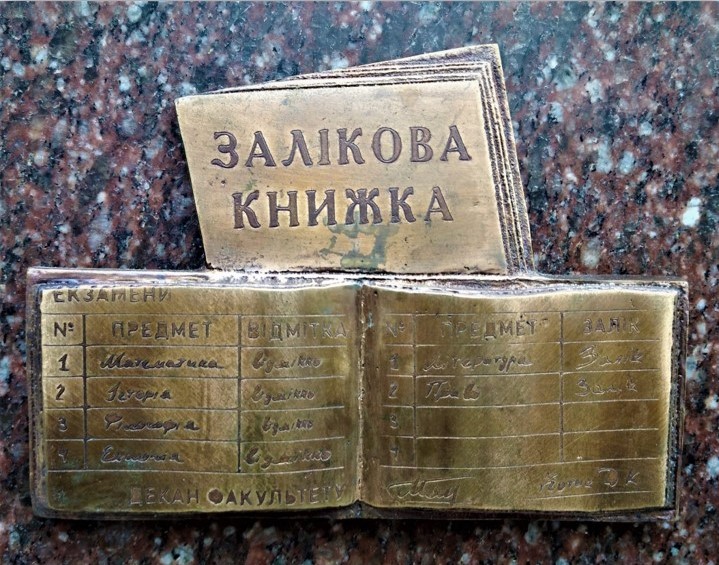 ЗАЛІКОВА
КНИЖКА
ЕКЗАМЕНИ
№ ПРЕДМЕТ ВІДМІТКА
1 Математика відмінно
2 Історія відмінно
3 Філософія відмінно
4 відмінно
ДЕКАН ФАКУЛЬТЕТУ
№ ПРЕДМЕТ ЗАЛІК
1 Література Залік
2 Право Залік
3
4